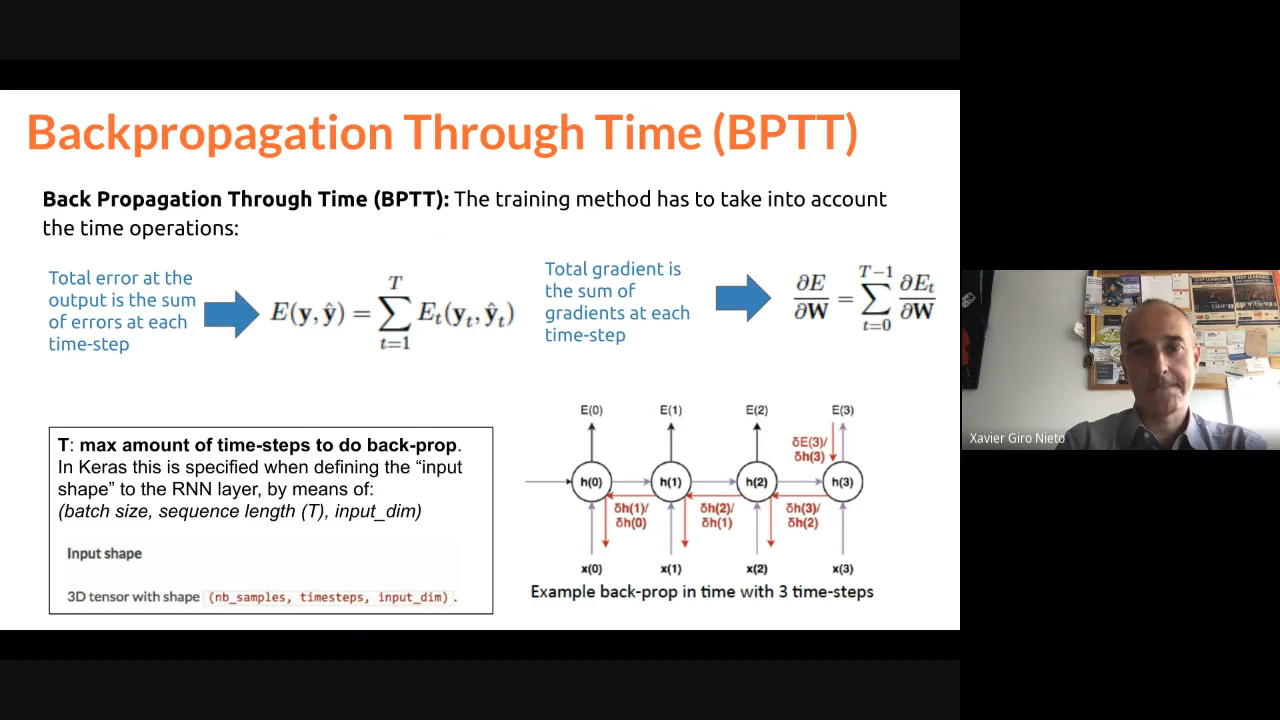 Backpropagation Through Time (BPTT)
Back Propagation Through Time (BPTT): The training method has to take into account
the time operations:
Total error at the
output is the sum
of errors at each
time-step
E(y, ŷ) = ∑ t=1 T E_t(y_t, ŷ_t)
Total gradient is
the sum of
gradients at each
time-step
∂E/∂W = ∑ t=0 T−1 ∂E_t/∂W
T: max amount of time-steps to do back-prop.
In Keras this is specified when defining the “input
shape” to the RNN layer, by means of:
(batch size, sequence length (T), input_dim)
Input shape
3D tensor with shape (nb_samples, timesteps, input_dim) .
E(0) E(1) E(2) E(3)
δE(3)/
δh(3)
h(0) h(1) h(2) h(3)
δh(1)/ δh(2)/ δh(3)/
δh(0) δh(1) δh(2)
x(0) x(1) x(2) x(3)
Example back-prop in time with 3 time-steps
Xavier Giro Nieto